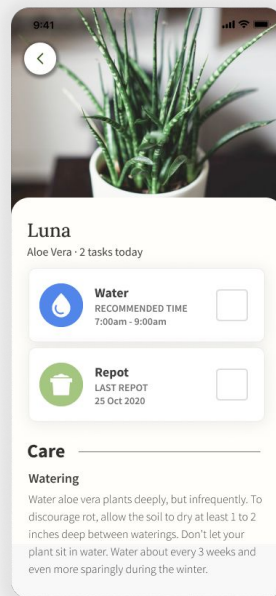 9:41
Luna
Aloe Vera · 2 tasks today
Water
RECOMMENDED TIME
7:00am - 9:00am
Repot
LAST REPOT
25 Oct 2020
Care
Watering
Water aloe vera plants deeply, but infrequently. To
discourage rot, allow the soil to dry at least 1 to 2
inches deep between waterings. Don't let your
plant sit in water. Water about every 3 weeks and
even more sparingly during the winter.